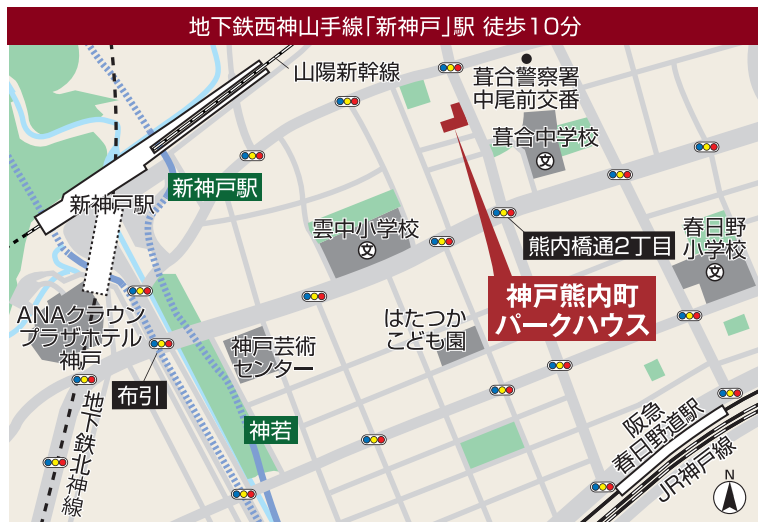 地下鉄西神山手線「新神戸」駅 徒歩10分
山陽新幹線
葺合警察署
中尾前交番
葺合中学校
文
新神戸駅
新神戸駅
雲中小学校
文
熊内橋通2丁目
春日野
小学校
文
神戸熊内町
パークハウス
ANAクラウン
プラザホテル
神戸
はたつか
こども園
神戸芸術
センター
布引
神若
地下鉄北神線
阪急
春日野道駅
JR神戸線
N